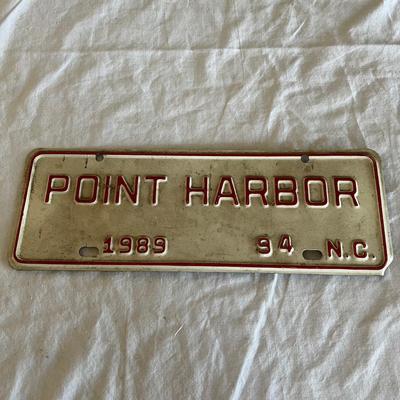 POINT HARBOR
1989 94 N.C.